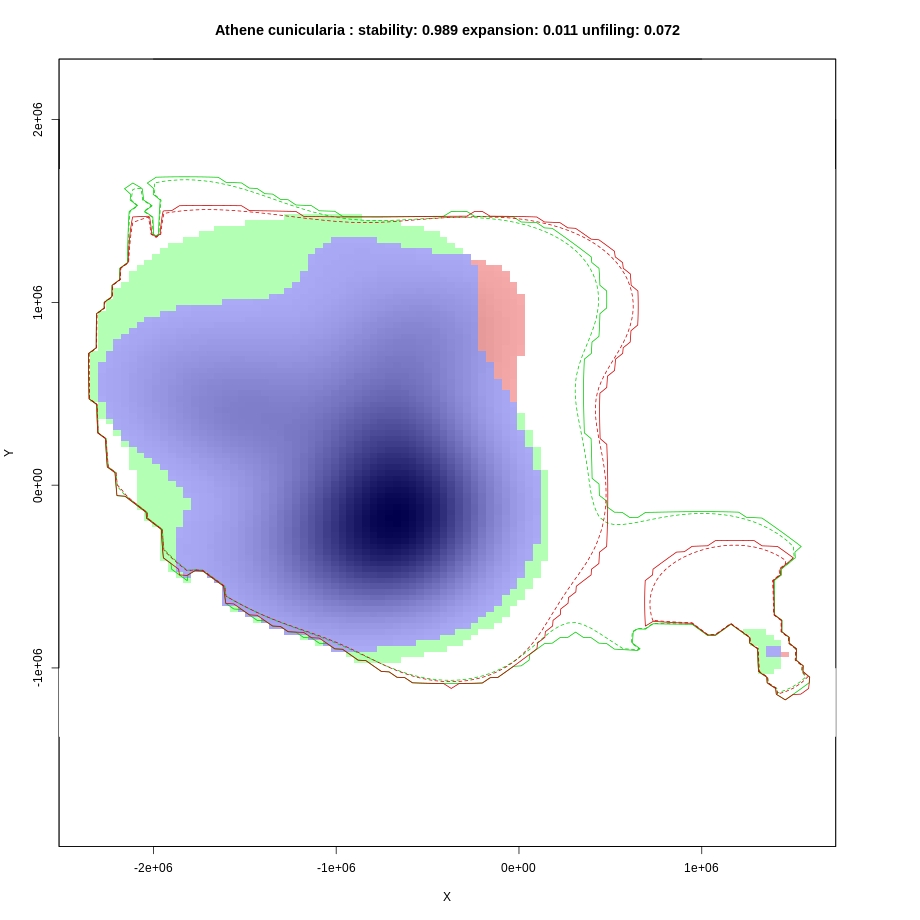 Athene cunicularia : stability: 0.989 expansion: 0.011 unfiling: 0.072
2e+06
1e+06
0e+00
-1e+06
Y
-2e+06 -1e+06 0e+00 1e+06
X